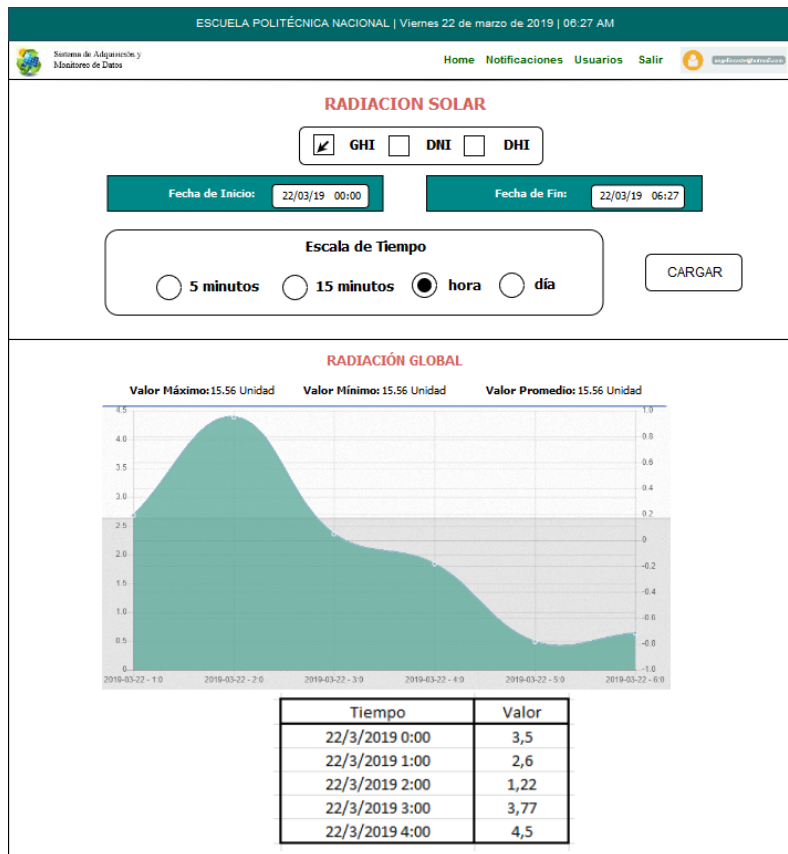 ESCUELA POLITÉCNICA NACIONAL | Viernes 22 de marzo de 2019 | 06:27 AM
Sistema de Adquisición y
Monitoreo de Datos
Home Notificaciones Usuarios Salir
RADIACION SOLAR
GHI DNI DHI
Fecha de Inicio: 22/03/19 00:00 Fecha de Fin: 22/03/19 06:27
Escala de Tiempo
5 minutos 15 minutos hora día
CARGAR
RADIACIÓN GLOBAL
Valor Máximo: 15.56 Unidad Valor Mínimo: 15.56 Unidad Valor Promedio: 15.56 Unidad
4.5 1.0
4.0 0.8
3.5 0.6
3.0 0.4
2.5 0.2
2.0 0
1.5 -0.2
1.0 -0.4
0.5 -0.6
0 -0.8
-1.0
2019-03-22 - 1:0 2019-03-22 - 2:0 2019-03-22 - 3:0 2019-03-22 - 4:0 2019-03-22 - 5:0 2019-03-22 - 6:0
Tiempo Valor
22/3/2019 0:00 3,5
22/3/2019 1:00 2,6
22/3/2019 2:00 1,22
22/3/2019 3:00 3,77
22/3/2019 4:00 4,5